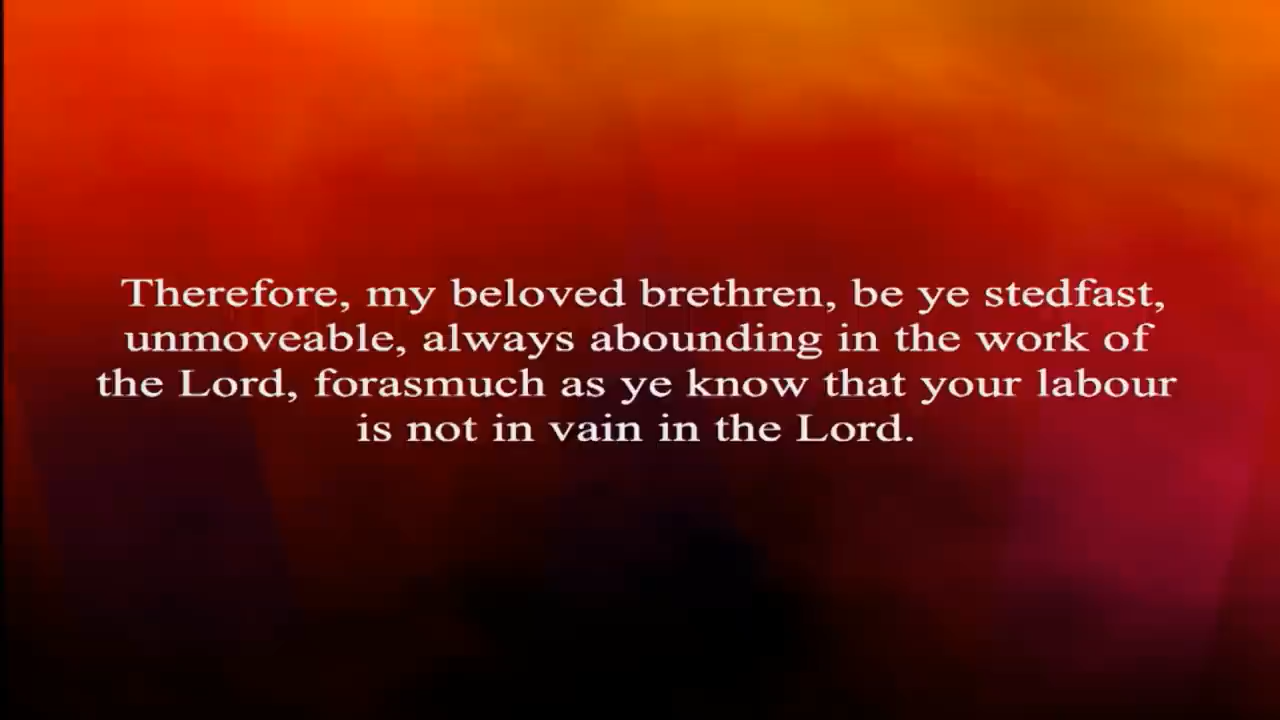 Therefore, my beloved brethren, be ye stedfast,
unmoveable, always abounding in the work of
the Lord, forasmuch as ye know that your labour
is not in vain in the Lord.